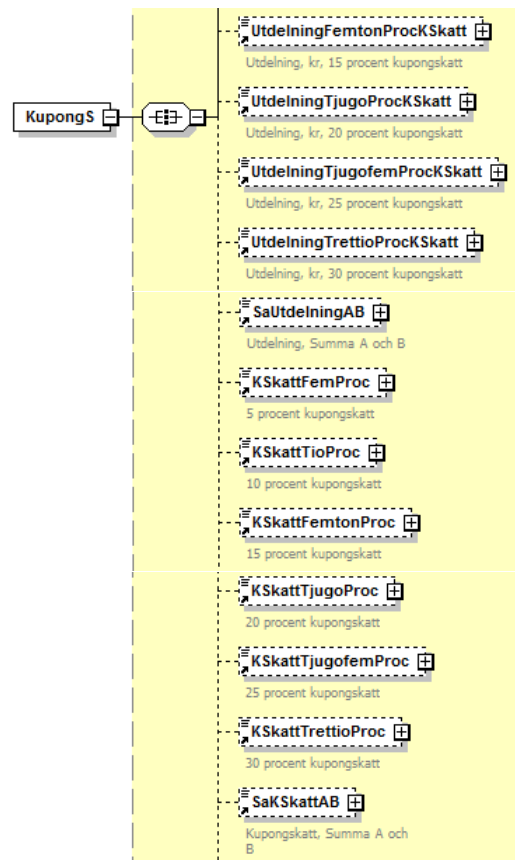 UtdelningFemtonProcKSkatt
Utdelning, kr, 15 procent kupongskatt
KupongS
UtdelningTjugoProcKSkatt
Utdelning, kr, 20 procent kupongskatt
UtdelningTjugofemProcKSkatt
Utdelning, kr, 25 procent kupongskatt
UtdelningTrettioProcKSkatt
Utdelning, kr, 30 procent kupongskatt
SaUtdelningAB
Utdelning, Summa A och B
KSkattFemProc
5 procent kupongskatt
KSkattTioProc
10 procent kupongskatt
KSkattFemtonProc
15 procent kupongskatt
KSkattTjugoProc
20 procent kupongskatt
KSkattTjugofemProc
25 procent kupongskatt
KSkattTrettioProc
30 procent kupongskatt
SaKSkattAB
Kupongskatt, Summa A och
B